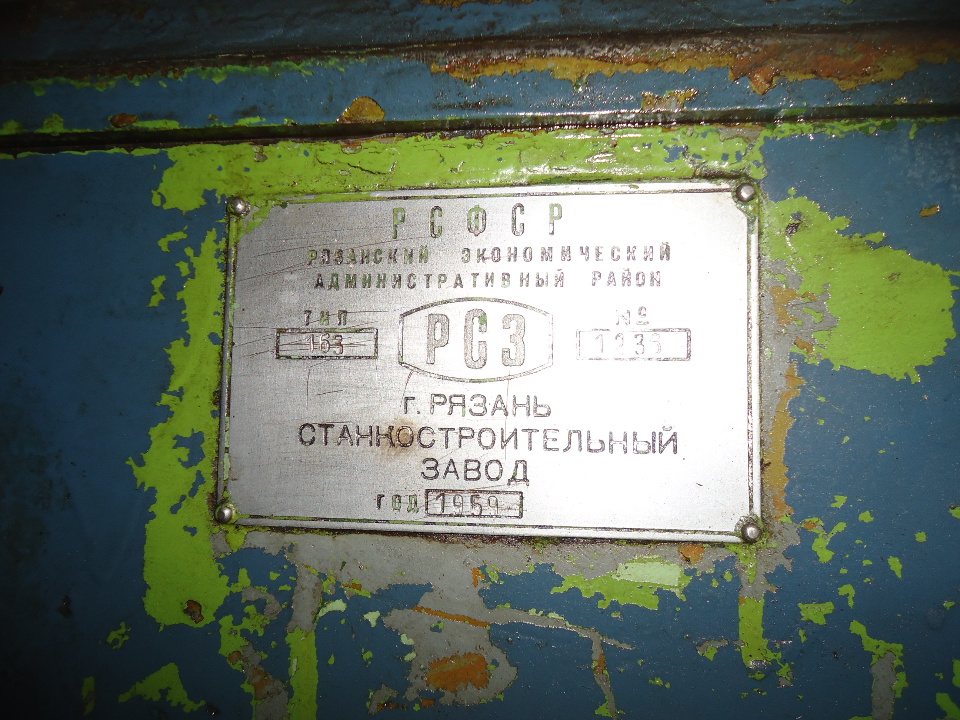 РСФСР
РЯЗАНСКИЙ ЭКОНОМИЧЕСКИЙ
АДМИНИСТРАТИВНЫЙ РАЙОН
ТИП РСЗ №
163
г. РЯЗАНЬ
СТАНКОСТРОИТЕЛЬНЫЙ
ЗАВОД
ГОД 1959